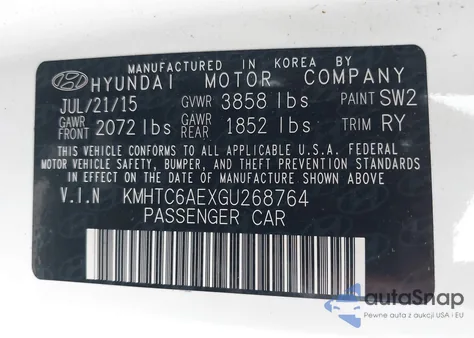 MANUFACTURED IN KOREA BY
HYUNDAI MOTOR COMPANY
JUL/21/15 GVWR 3858 lbs PAINT SW2
GAWR FRONT 2072 lbs GAWR REAR 1852 lbs TRIM RY
THIS VEHICLE CONFORMS TO ALL APPLICABLE U.S.A. FEDERAL
MOTOR VEHICLE SAFETY, BUMPER, AND THEFT PREVENTION STANDARDS
IN EFFECT ON THE DATE OF MANUFACTURE SHOWN ABOVE.
V.I.N KMHTC6AEXGU268764
PASSENGER CAR
autoSnap
Pewne auta z aukcji USA i EU